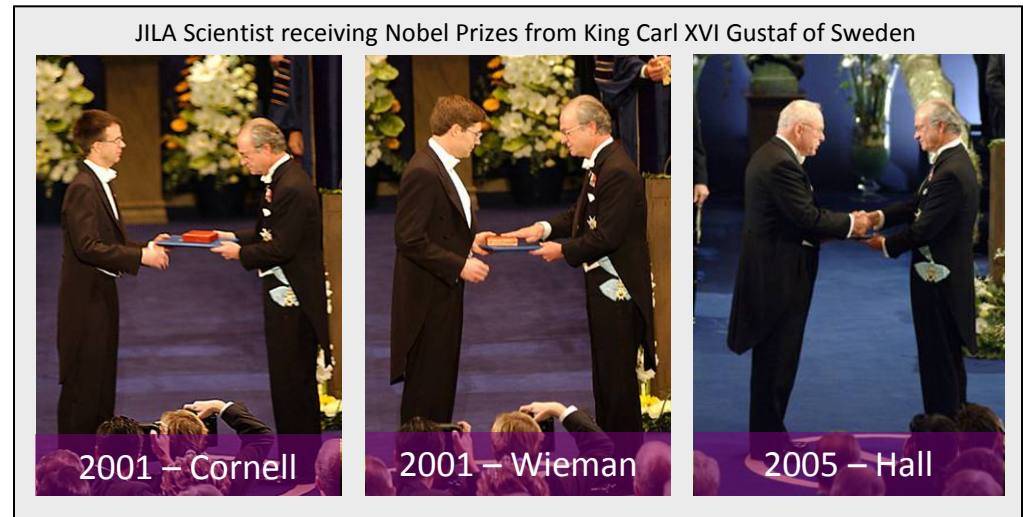 JILA Scientist receiving Nobel Prizes from King Carl XVI Gustaf of Sweden
2001 – Cornell
2001 – Wieman
2005 – Hall